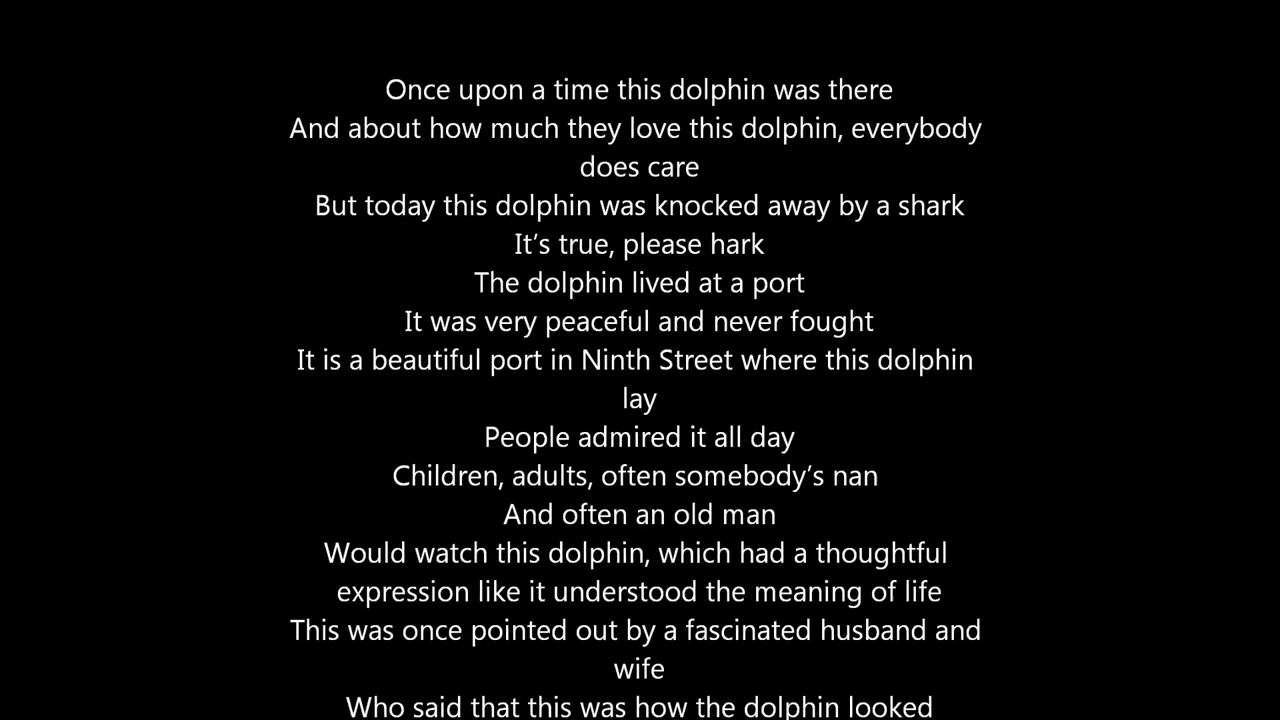 Once upon a time this dolphin was there
And about how much they love this dolphin, everybody
does care
But today this dolphin was knocked away by a shark
It’s true, please hark
The dolphin lived at a port
It was very peaceful and never fought
It is a beautiful port in Ninth Street where this dolphin
lay
People admired it all day
Children, adults, often somebody’s nan
And often an old man
Would watch this dolphin, which had a thoughtful
expression like it understood the meaning of life
This was once pointed out by a fascinated husband and
wife
Who said that this was how the dolphin looked